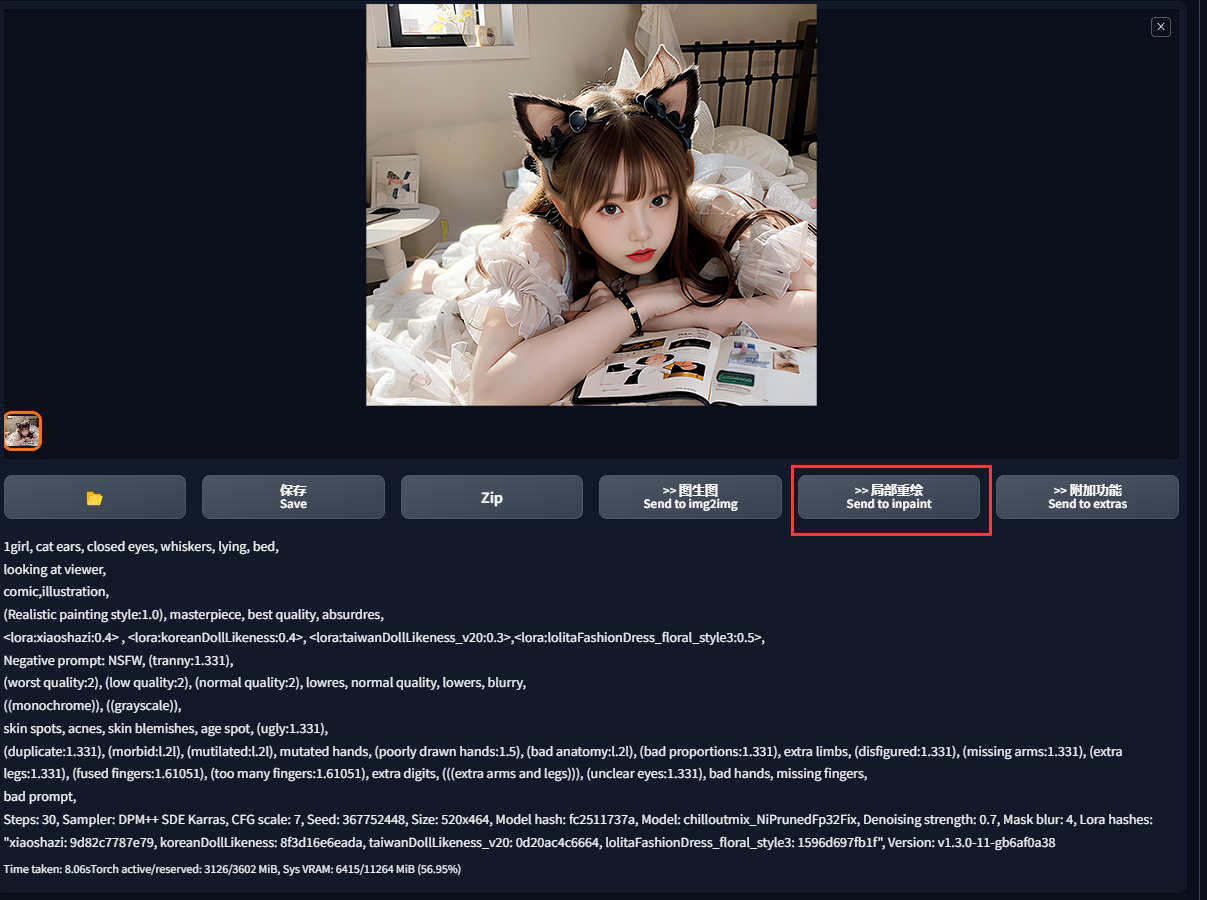 保存
Save
Zip
>> 图生图
Send to img2img
>> 局部重绘
Send to inpaint
>> 附加功能
Send to extras
1girl, cat ears, closed eyes, whiskers, lying, bed,
looking at viewer,
comic,illustration,
(Realistic painting style:1.0), masterpiece, best quality, absurdres,
<lora:xiaoshazi:0.4> , <lora:koreanDollLikeness:0.4>, <lora:taiwanDollLikeness_v20:0.3>,<lora:lolitaFashionDress_floral_style3:0.5>,
Negative prompt: NSFW, (tranny:1.331),
(worst quality:2), (low quality:2), (normal quality:2), lowres, normal quality, lowers, blurry,
((monochrome)), ((grayscale)),
skin spots, acnes, skin blemishes, age spot, (ugly:1.331),
(duplicate:1.331), (morbid:l.2l), (mutilated:l.2l), mutated hands, (poorly drawn hands:1.5), (bad anatomy:l.2l), (bad proportions:1.331), extra limbs, (disfigured:1.331), (missing arms:1.331), (extra
legs:1.331), (fused fingers:1.61051), (too many fingers:1.61051), extra digits, (((extra arms and legs))), (unclear eyes:1.331), bad hands, missing fingers,
bad prompt,
Steps: 30, Sampler: DPM++ SDE Karras, CFG scale: 7, Seed: 367752448, Size: 520x464, Model hash: fc2511737a, Model: chilloutmix_NiPrunedFp32Fix, Denoising strength: 0.7, Mask blur: 4, Lora hashes:
"xiaoshazi: 9d82c7787e79, koreanDollLikeness: 8f3d16e6eada, taiwanDollLikeness_v20: 0d20ac4c6664, lolitaFashionDress_floral_style3: 1596d697fb1f", Version: v1.3.0-11-gb6af0a38
Time taken: 8.06sTorch active/reserved: 3126/3602 MiB, Sys VRAM: 6415/11264 MiB (56.95%)